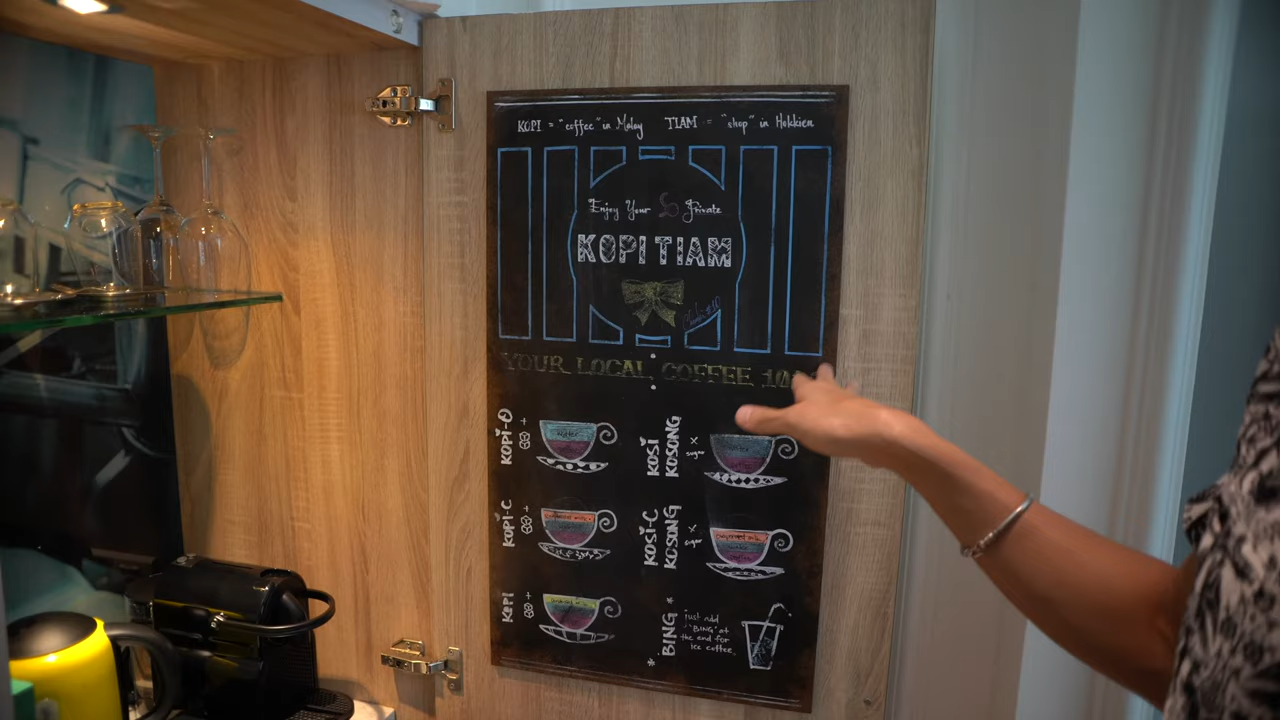 KOPI = "coffee" in Malay TIAM = "shop" in Hokkien
Enjoy Your Private
KOPI TIAM
YOUR LOCAL COFFEE
KOPI-O
coffee
KOSI KOSONG
x sugar
KOPI-C
KOSI-C KOSONG
x sugar
KOPI
*BING*
just add
"BING" at
the end for
ice coffee